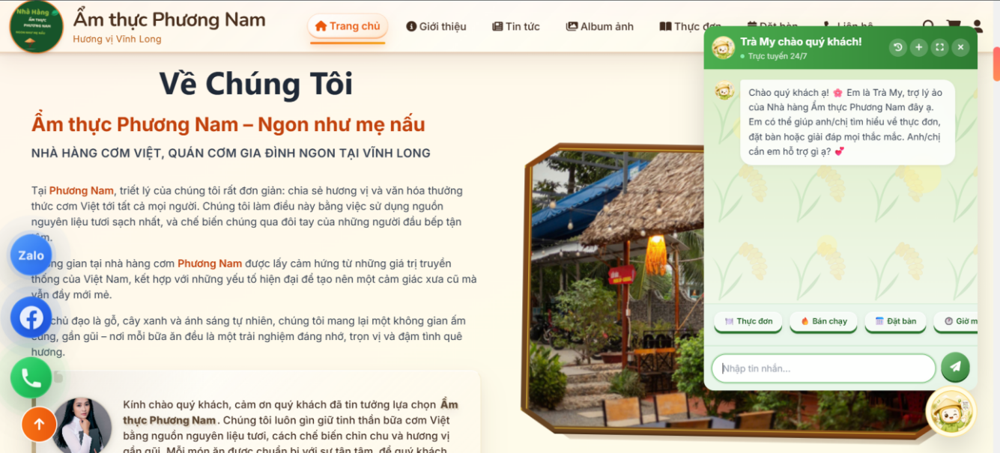 Nhà Hàng
ẨM THỰC
PHƯƠNG NAM
NGON NHƯ MẸ NẤU
Ẩm thực Phương Nam
Hương vị Vĩnh Long
Trang chủ
Giới thiệu
Tin tức
Album ảnh
Thực đơn
Về Chúng Tôi
Ẩm thực Phương Nam – Ngon như mẹ nấu
NHÀ HÀNG CƠM VIỆT, QUÁN CƠM GIA ĐÌNH NGON TẠI VĨNH LONG
Tại Phương Nam, triết lý của chúng tôi rất đơn giản: chia sẻ hương vị và văn hóa thưởng
thức cơm Việt tới tất cả mọi người. Chúng tôi làm điều này bằng việc sử dụng nguồn
nguyên liệu tươi sạch nhất, và chế biến chúng qua đôi tay của những người đầu bếp tận
gian tại nhà hàng cơm Phương Nam được lấy cảm hứng từ những giá trị truyền
thống của Việt Nam, kết hợp với những yếu tố hiện đại để tạo nên một cảm giác xưa cũ mà
vẫn đầy mới mẻ.
chủ đạo là gỗ, cây xanh và ánh sáng tự nhiên, chúng tôi mang lại một không gian ấm
cúng, gần gũi – nơi mỗi bữa ăn đều là một trải nghiệm đáng nhớ, trọn vị và đậm tình quê
hương.
Zalo
Kính chào quý khách, cảm ơn quý khách đã tin tưởng lựa chọn Ẩm
thực Phương Nam. Chúng tôi luôn gìn giữ tinh thần bữa cơm Việt
bằng nguồn nguyên liệu tươi, cách chế biến chỉn chu và hương vị
gần gũi. Mỗi món ăn được chuẩn bị với sự tận tâm, để quý khách
Trà My chào quý khách!
Trực tuyến 24/7
Chào quý khách ạ! 🌸 Em là Trà My, trợ lý ảo
của Nhà hàng Ẩm thực Phương Nam đây ạ.
Em có thể giúp anh/chị tìm hiểu về thực đơn,
đặt bàn hoặc giải đáp mọi thắc mắc. Anh/chị
cần em hỗ trợ gì ạ? 💕
Thực đơn
Bán chạy
Đặt bàn
Giờ m
Nhập tin nhắn...